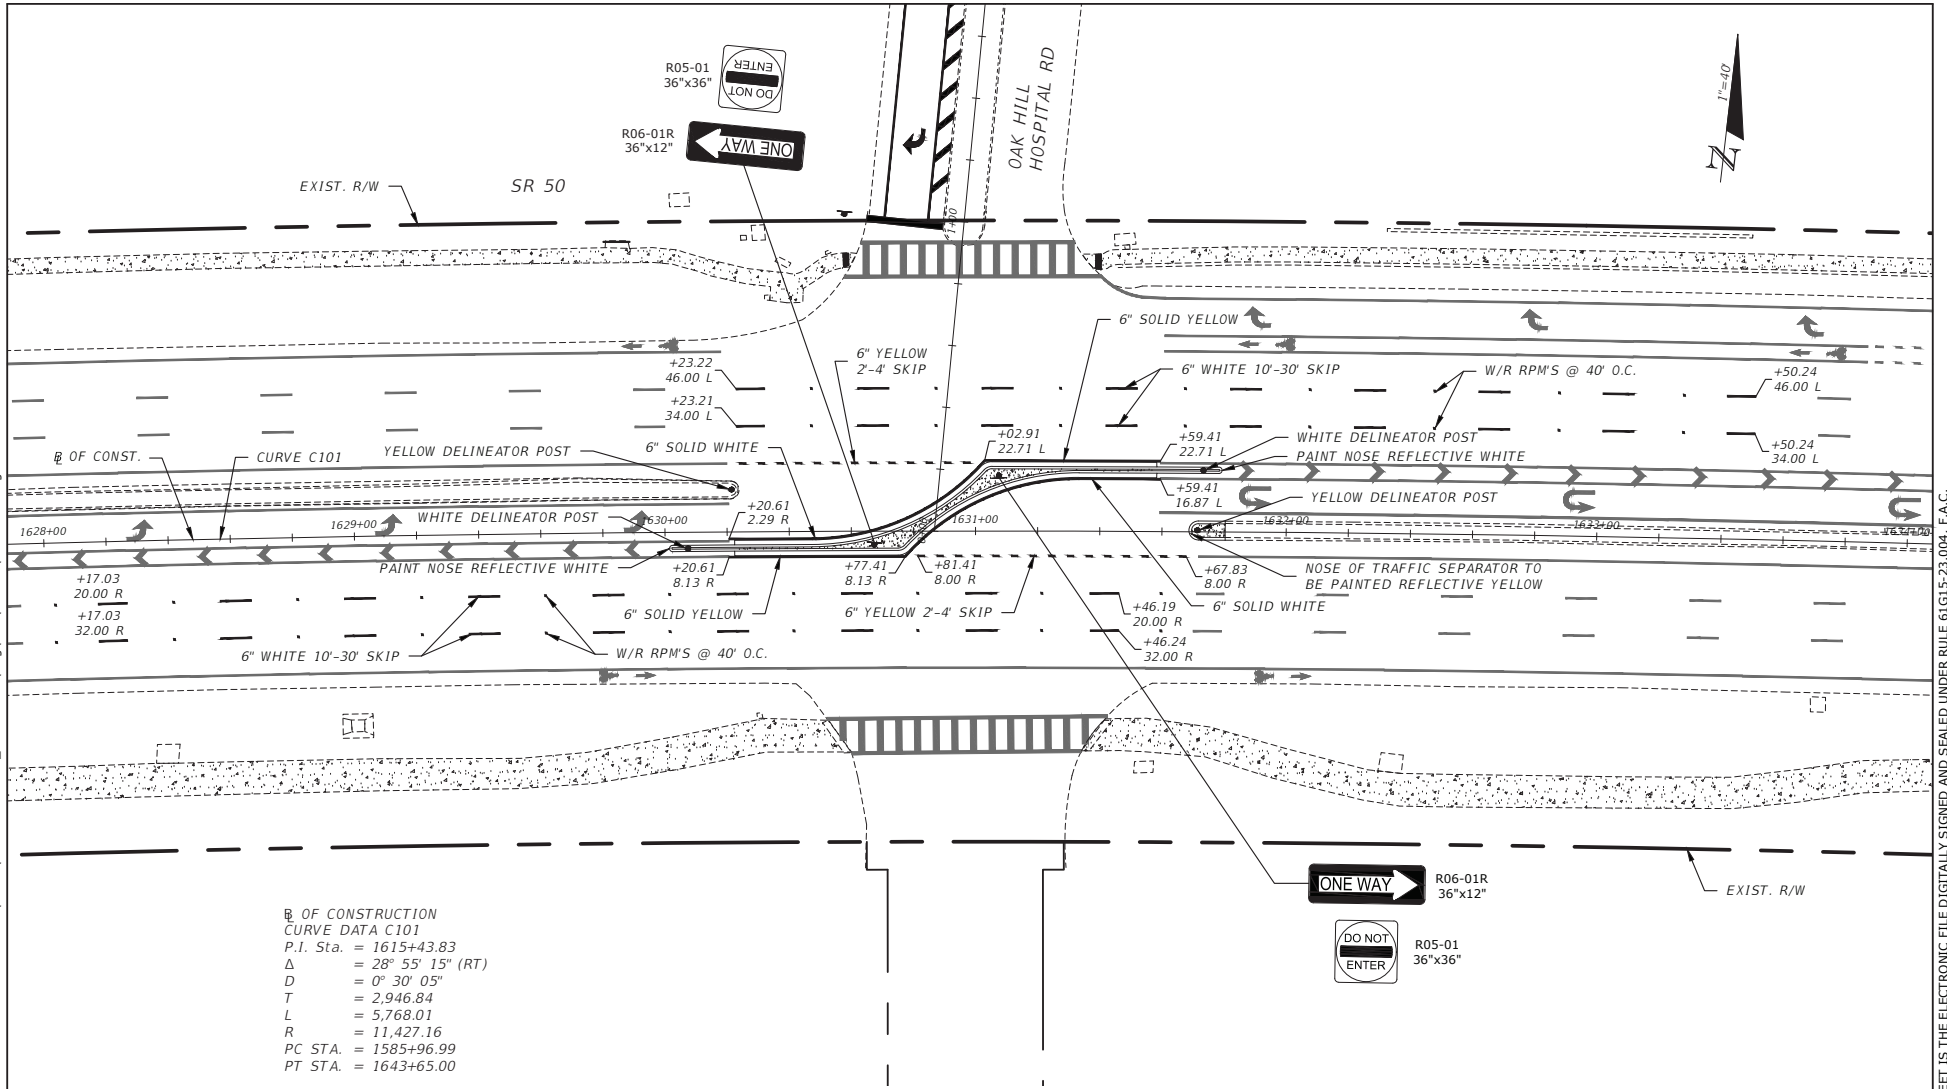 R05-01
36"x36"
DO NOT
ENTER
R06-01R
36"x12"
ONE WAY
OAK HILL
HOSPITAL RD
1"=40'
N
EXIST. R/W
SR 50
6" SOLID YELLOW
6" YELLOW
2'-4' SKIP
+23.22
46.00 L
6" WHITE 10'-30' SKIP
W/R RPM'S @ 40' O.C.
+50.24
46.00 L
+23.21
34.00 L
+02.91
22.71 L
+59.41
22.71 L
WHITE DELINEATOR POST
+50.24
34.00 L
B OF CONST.
CURVE C101
YELLOW DELINEATOR POST
6" SOLID WHITE
PAINT NOSE REFLECTIVE WHITE
+59.41
16.87 L
YELLOW DELINEATOR POST
WHITE DELINEATOR POST
+20.61
2.29 R
1628+00
1629+00
1630+00
1631+00
1632+00
1633+00
1634+00
PAINT NOSE REFLECTIVE WHITE
+20.61
8.13 R
+77.41
8.13 R
+81.41
8.00 R
+67.83
8.00 R
NOSE OF TRAFFIC SEPARATOR TO
BE PAINTED REFLECTIVE YELLOW
+17.03
20.00 R
+17.03
32.00 R
6" SOLID YELLOW
6" YELLOW 2'-4' SKIP
+46.19
20.00 R
6" SOLID WHITE
+46.24
32.00 R
6" WHITE 10'-30' SKIP
W/R RPM'S @ 40' O.C.
ONE WAY
R06-01R
36"x12"
EXIST. R/W
DO NOT
ENTER
R05-01
36"x36"
BL OF CONSTRUCTION
CURVE DATA C101
P.I. Sta. = 1615+43.83
Δ = 28° 55' 15" (RT)
D = 0° 30' 05"
T = 2,946.84
L = 5,768.01
R = 11,427.16
PC STA. = 1585+96.99
PT STA. = 1643+65.00
IS THE ELECTRONIC FILE DIGITALLY SIGNED AND SEALED UNDER RULE 61G15-23.004, F.A.C.